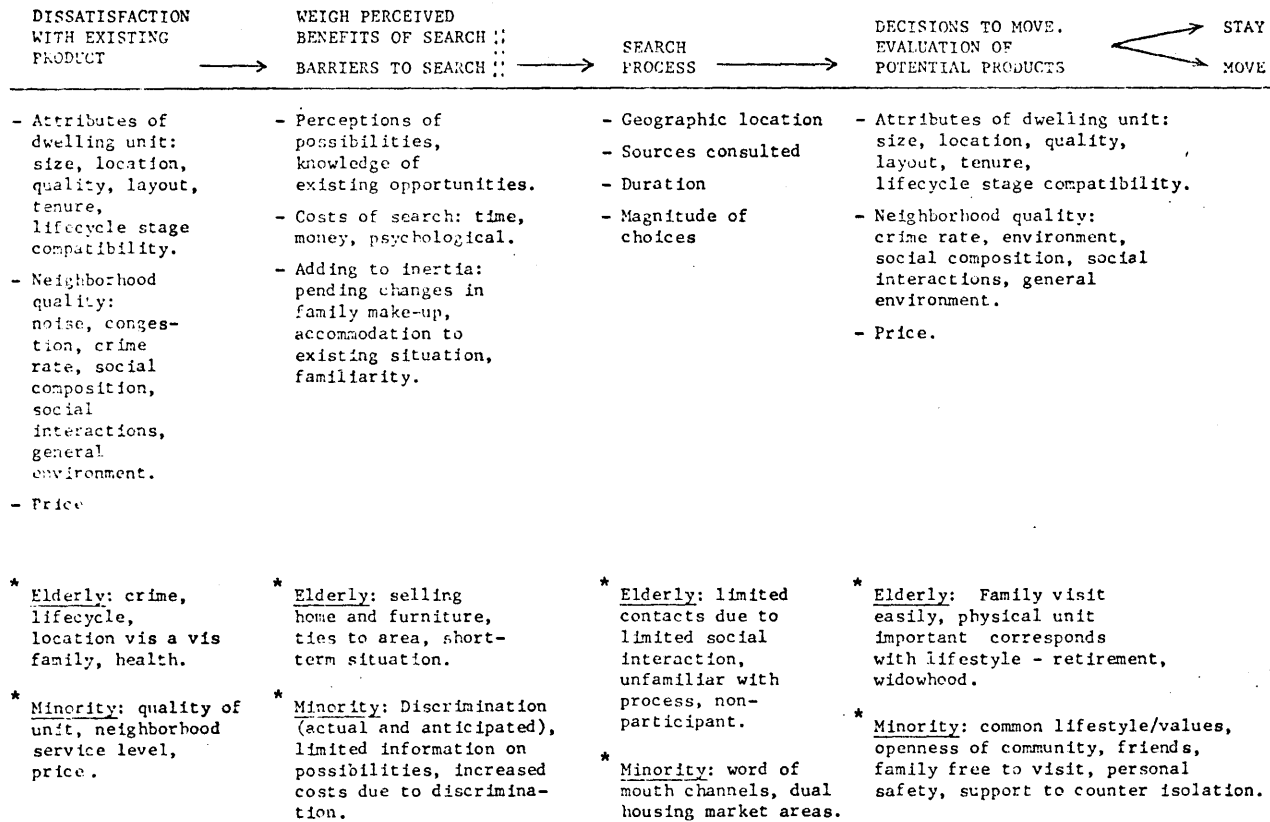 DISSATISFACTION
WITH EXISTING
PRODUCT
WEIGH PERCEIVED
BENEFITS OF SEARCH
BARRIERS TO SEARCH
SEARCH
PROCESS
DECISIONS TO MOVE.
EVALUATION OF
POTENTIAL PRODUCTS
STAY
MOVE
- Attributes of
dwelling unit:
size, location,
quality, layout,
tenure,
lifecycle stage
compatibility.
- Neighborhood
quality:
noise, conges-
tion, crime
rate, social
composition,
social
interactions,
general
environment.
- Price
- Perceptions of
possibilities,
knowledge of
existing opportunities.
- Costs of search: time,
money, psychological.
- Adding to inertia:
pending changes in
family make-up,
accommodation to
existing situation,
familiarity.
- Geographic location
- Sources consulted
- Duration
- Magnitude of
choices
- Attributes of dwelling unit:
size, location, quality,
layout, tenure,
lifecycle stage compatibility.
- Neighborhood quality:
crime rate, environment,
social composition, social
interactions, general
environment.
- Price.
* Elderly: crime,
lifecycle,
location vis a vis
family, health.
* Minority: quality of
unit, neighborhood
service level,
price.
* Elderly: selling
home and furniture,
ties to area, short-
term situation.
* Minority: Discrimination
(actual and anticipated),
limited information on
possibilities, increased
costs due to discrimina-
tion.
* Elderly: limited
contacts due to
limited social
interaction,
unfamiliar with
process, non-
participant.
* Minority: word of
mouth channels, dual
housing market areas.
* Elderly: Family visit
easily, physical unit
important corresponds
with lifestyle - retirement,
widowhood.
* Minority: common lifestyle/values,
openness of community, friends,
family free to visit, personal
safety, support to counter isolation.